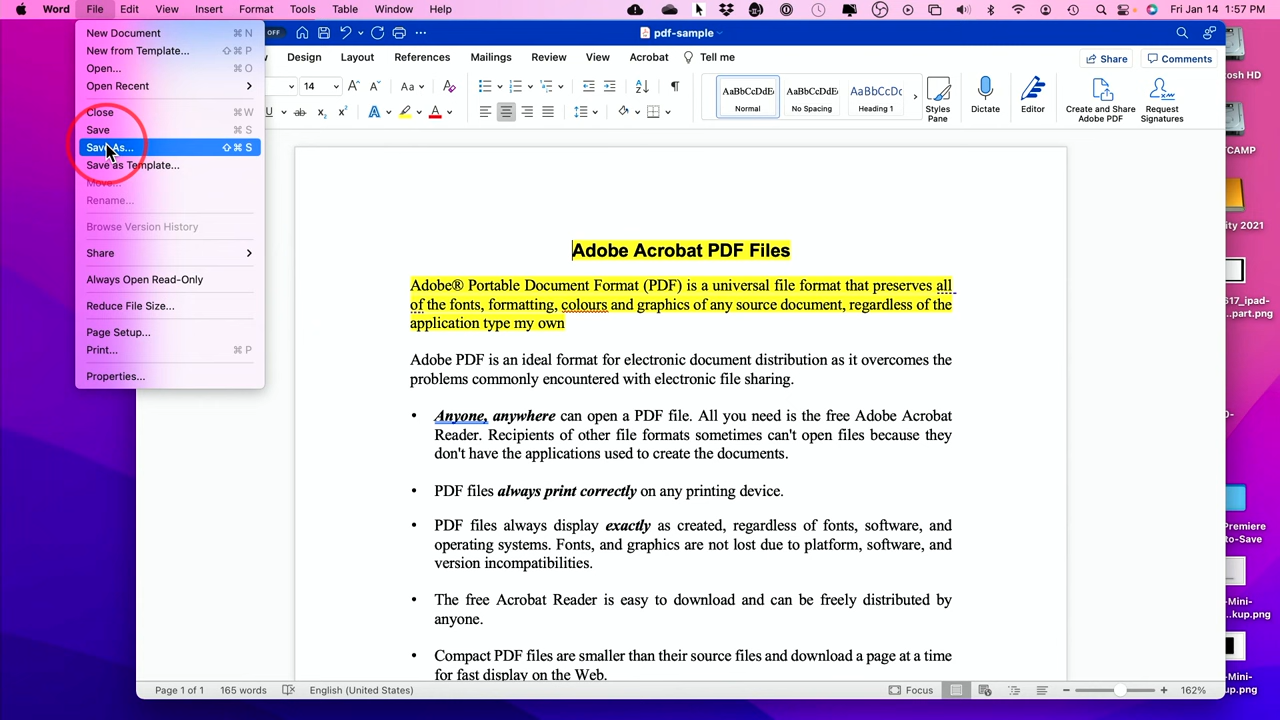 Word File Edit View Insert Format Tools Table Window Help Fri Jan 14 1:57 PM
OFF pdf-sample
Design Layout References Mailings Review View Acrobat Tell me Share Comments
14 Aa
AaBbCcDdEe AaBbCcDdEe
Normal No Spacing Heading 1
Styles Pane
Dictate
Editor
Create and Share Adobe PDF
Request Signatures
New Document ⌘ N
New from Template... ⇧⌘ P
Open... ⌘ O
Open Recent
Close ⌘ W
Save ⌘ S
Save As... ⇧⌘ S
Save as Template...
Move...
Rename...
Browse Version History
Share
Always Open Read-Only
Reduce File Size...
Page Setup...
Print... ⌘ P
Properties...
Adobe Acrobat PDF Files
Adobe® Portable Document Format (PDF) is a universal file format that preserves all
of the fonts, formatting, colours and graphics of any source document, regardless of the
application type my own
Adobe PDF is an ideal format for electronic document distribution as it overcomes the
problems commonly encountered with electronic file sharing.
• Anyone, anywhere can open a PDF file. All you need is the free Adobe Acrobat
Reader. Recipients of other file formats sometimes can't open files because they
don't have the applications used to create the documents.
• PDF files always print correctly on any printing device.
• PDF files always display exactly as created, regardless of fonts, software, and
operating systems. Fonts, and graphics are not lost due to platform, software, and
version incompatibilities.
• The free Acrobat Reader is easy to download and can be freely distributed by
anyone.
• Compact PDF files are smaller than their source files and download a page at a time
for fast display on the Web.
Page 1 of 1 165 words English (United States) Focus 162%
osh HD
TCAMP
ity 2021
617_ipad-
part.png
Premiere
to-Save
-Mini-
kup.png
-Mini-
up.png